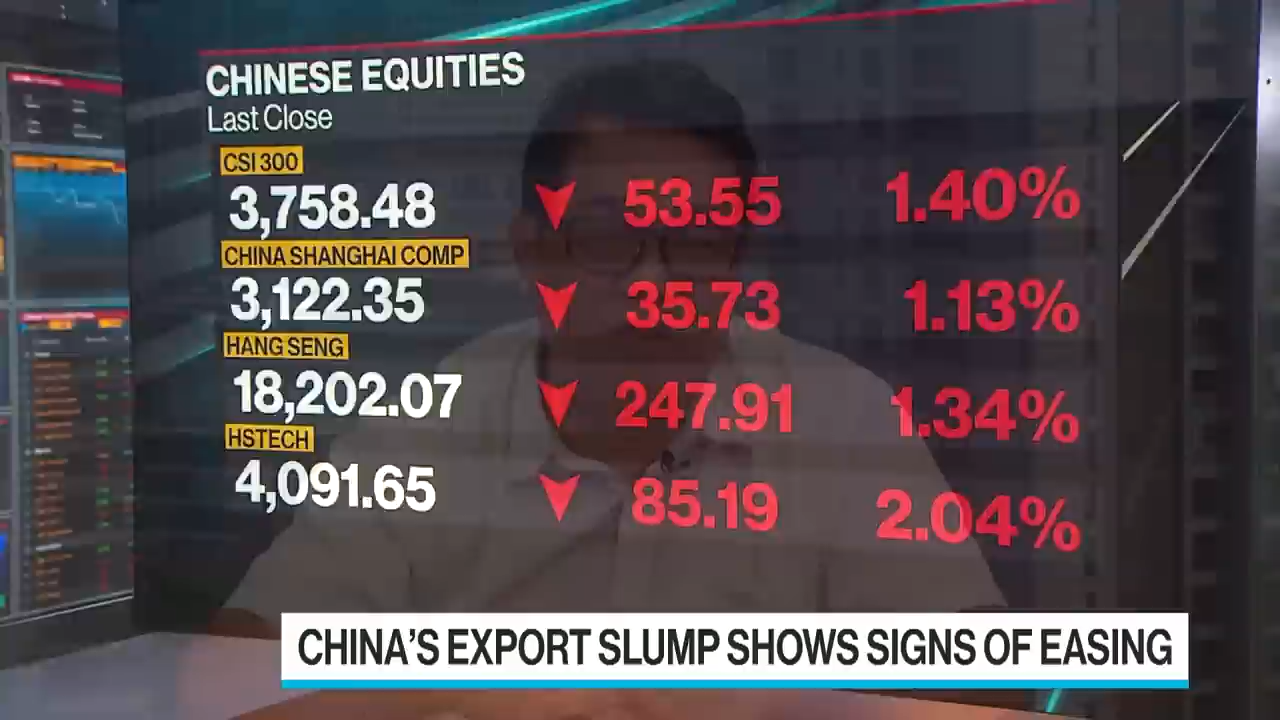 CHINESE EQUITIES
Last Close
CSI 300
3,758.48 53.55 1.40%
CHINA SHANGHAI COMP
3,122.35 35.73 1.13%
HANG SENG
18,202.07 247.91 1.34%
HSTECH
4,091.65 85.19 2.04%
CHINA'S EXPORT SLUMP SHOWS SIGNS OF EASING